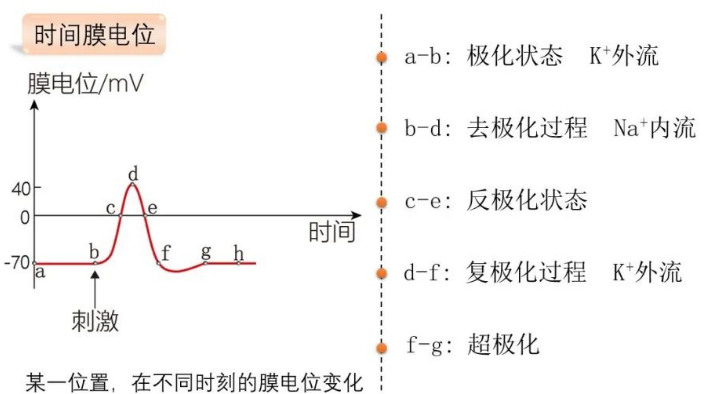 时间膜电位
膜电位/mV
40
0
-70
a
b
c
d
e
f
g
h
时间
刺激
某一位置，在不同时刻的膜电位变化
a-b: 极化状态 K⁺外流
b-d: 去极化过程 Na⁺内流
c-e: 反极化状态
d-f: 复极化过程 K⁺外流
f-g: 超极化